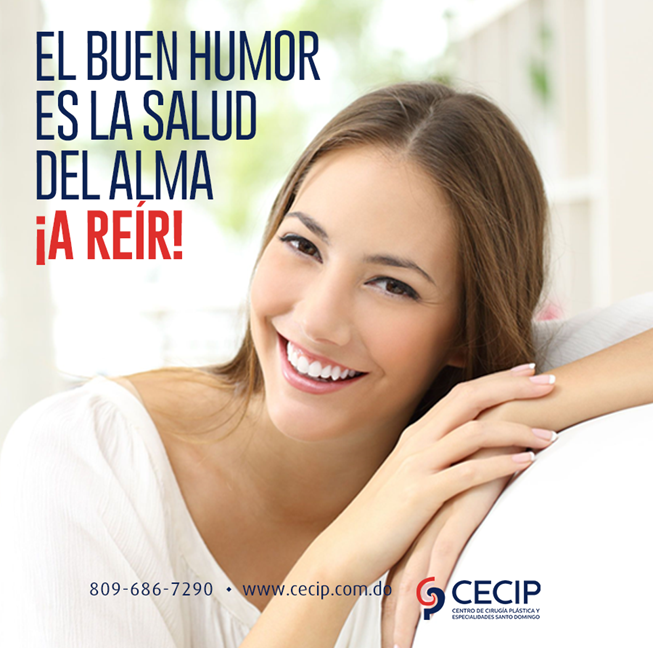 EL BUEN HUMOR
ES LA SALUD
DEL ALMA
¡A REÍR!
809-686-7290 • www.cecip.com.do
CECIP
CENTRO DE CIRUGÍA PLÁSTICA Y
ESPECIALIDADES SANTO DOMINGO